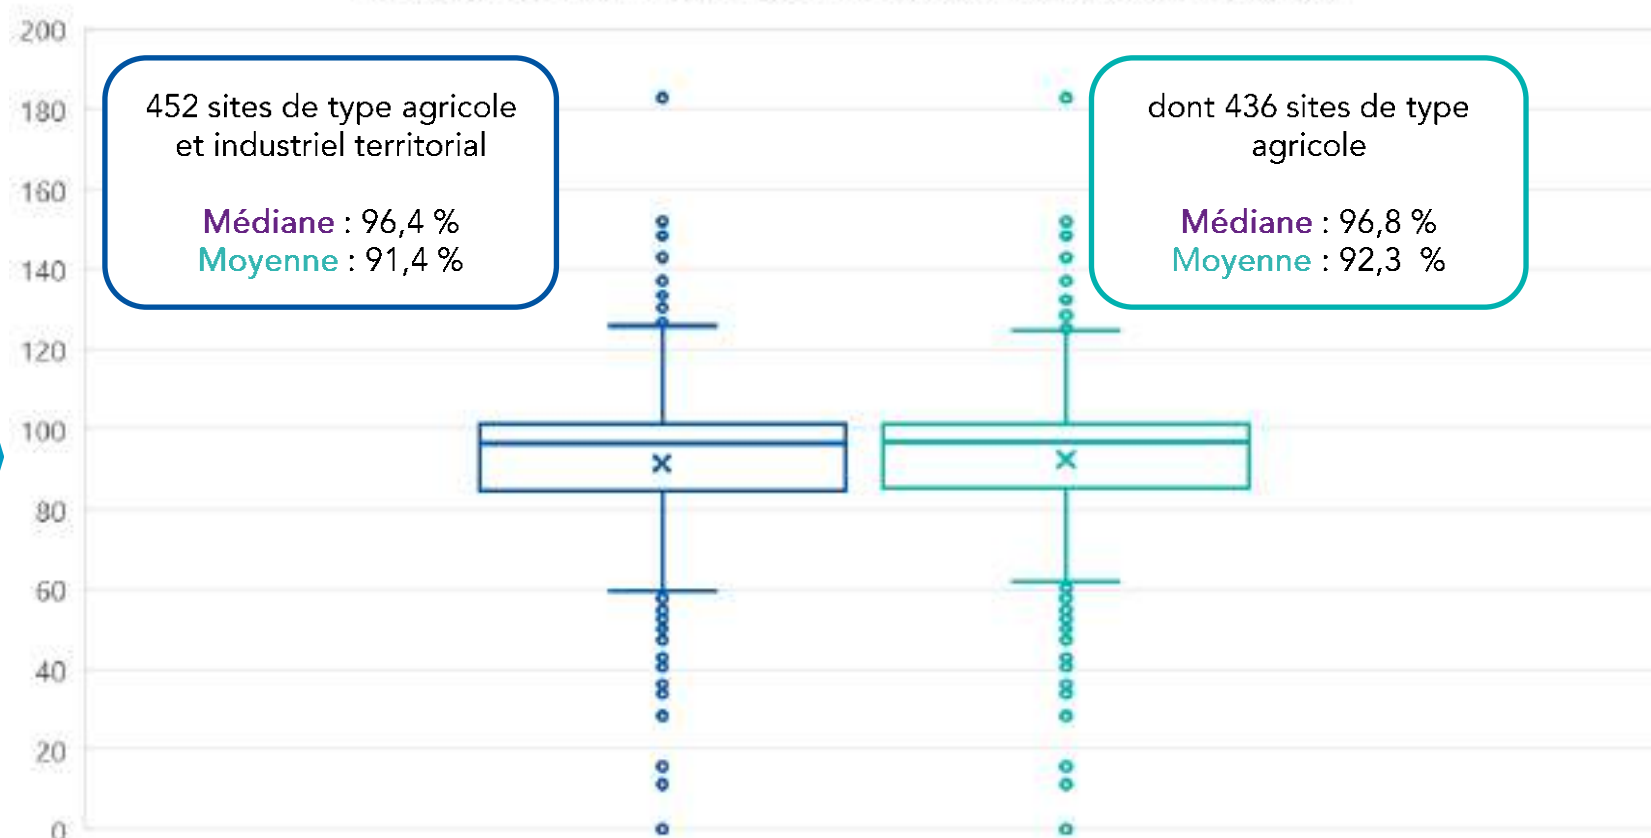 200
180
160
140
120
100
80
60
40
20
0
452 sites de type agricole
et industriel territorial
Médiane : 96,4 %
Moyenne : 91,4 %
dont 436 sites de type
agricole
Médiane : 96,8 %
Moyenne : 92,3 %